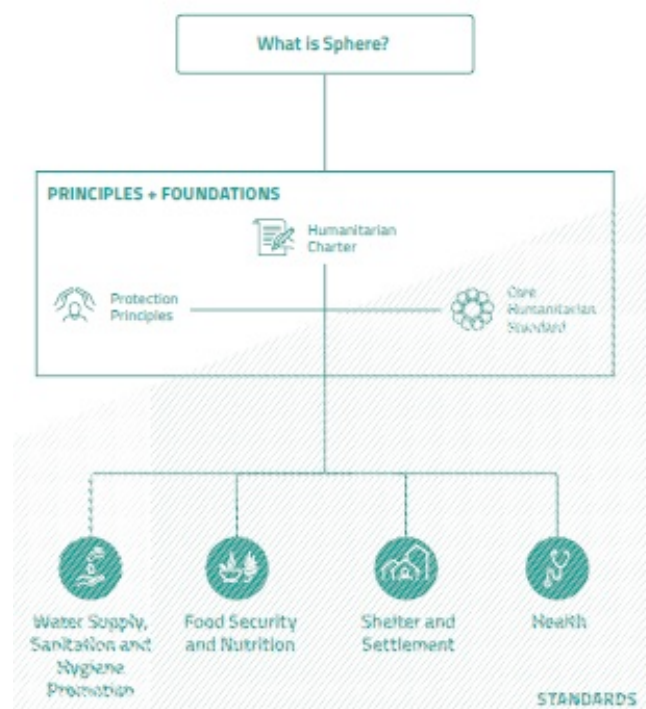 What is Sphere?
PRINCIPLES + FOUNDATIONS
Humanitarian
Charter
Protection
Principles
Core
Humanitarian
Standard
Water Supply,
Sanitation and
Hygiene
Promotion
Food Security
and Nutrition
Shelter and
Settlement
Health
STANDARDS